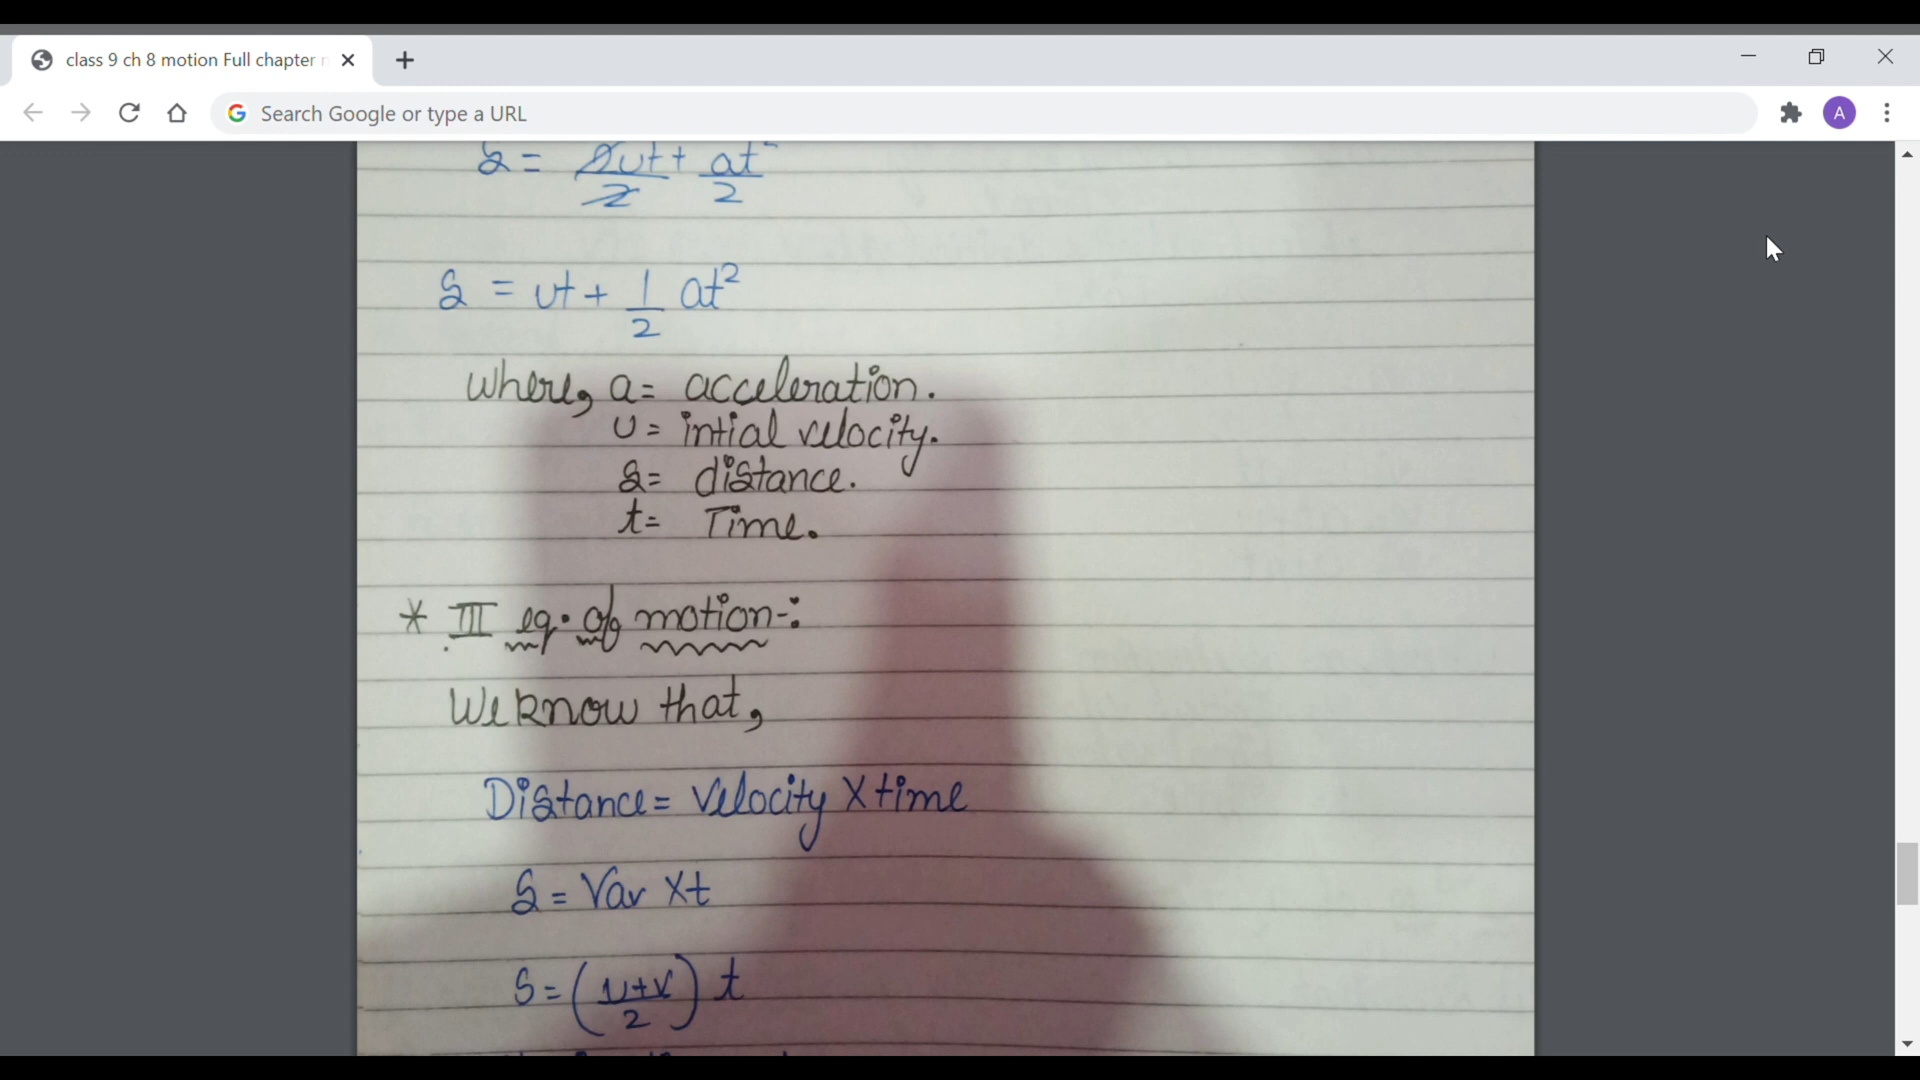 class 9 ch 8 motion Full chapter
Search Google or type a URL
A
S = 2ut/2 + at²/2
S = ut + 1/2 at²
where, a = acceleration.
u = intial velocity.
S = distance.
t = Time.
* III eq. of motion -:
We know that,
Distance = Velocity X time
S = Vav X t
S = (u+v/2) t